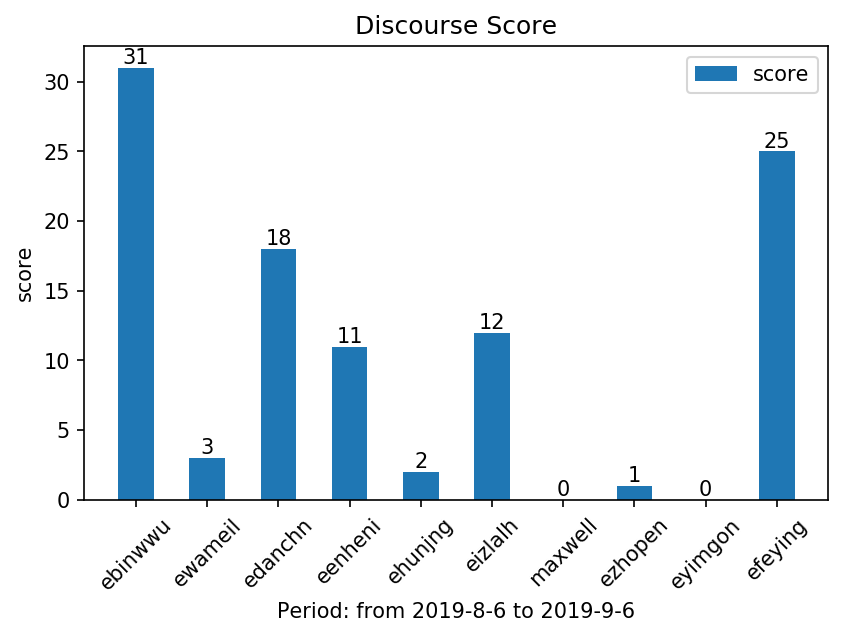 Discourse Score
score
31
3
18
11
2
12
0
1
0
25
30
25
20
15
10
5
0
score
ebinwwu
ewameil
edanchn
eenheni
ehunjng
eizlalh
maxwell
ezhopen
eyimgon
efeying
Period: from 2019-8-6 to 2019-9-6